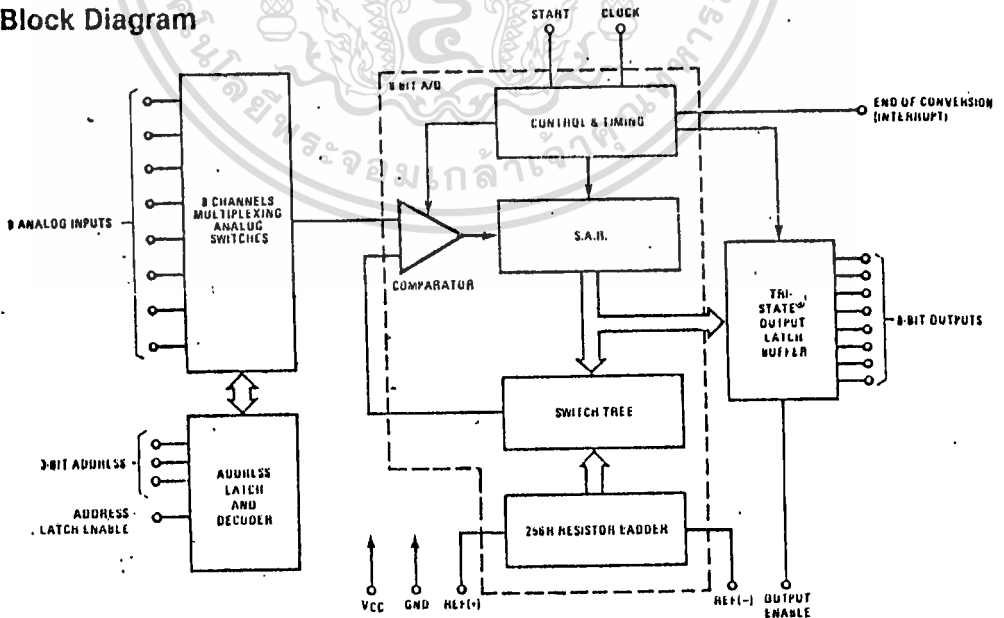 Block Diagram
START
CLOCK
8 BIT A/D
CONTROL & TIMING
END OF CONVERSION
(INTERRUPT)
8 CHANNELS
MULTIPLEXING
ANALOG
SWITCHES
8 ANALOG INPUTS
S.A.R.
COMPARATOR
TRI-
STATE®
OUTPUT
LATCH
BUFFER
8-BIT OUTPUTS
SWITCH TREE
3-BIT ADDRESS
ADDRESS
LATCH ENABLE
ADDRESS
LATCH
AND
DECODER
256R RESISTOR LADDER
VCC
GND
REF(+)
REF(−)
OUTPUT
ENABLE